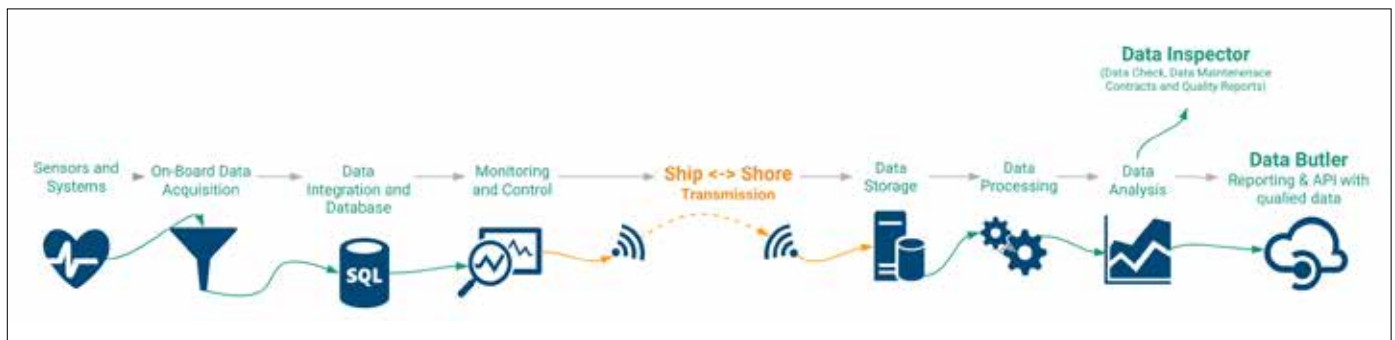 Data Inspector
(Data Check, Data Maintenerace
Contracts and Quality Reports)
Sensors and
Systems
On-Board Data
Acquisition
Data
Integration and
Database
Monitoring
and Control
Ship <-> Shore
Transmission
Data
Storage
Data
Processing
Data
Analysis
Data Butler
Reporting & API with
qualied data
SQL